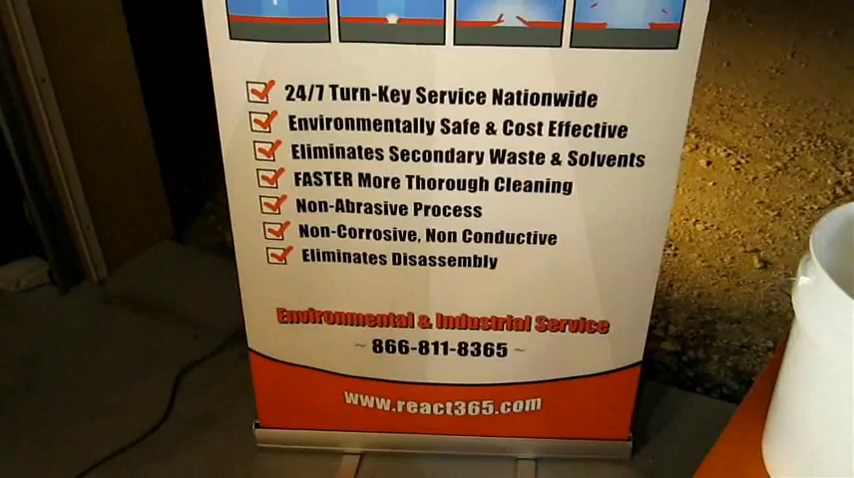 24/7 Turn-Key Service Nationwide
Environmentally Safe & Cost Effective
Eliminates Secondary Waste & Solvents
FASTER More Thorough Cleaning
Non-Abrasive Process
Non-Corrosive, Non Conductive
Eliminates Disassembly
Environmental & Industrial Service
~ 866-811-8365 ~
www.react365.com